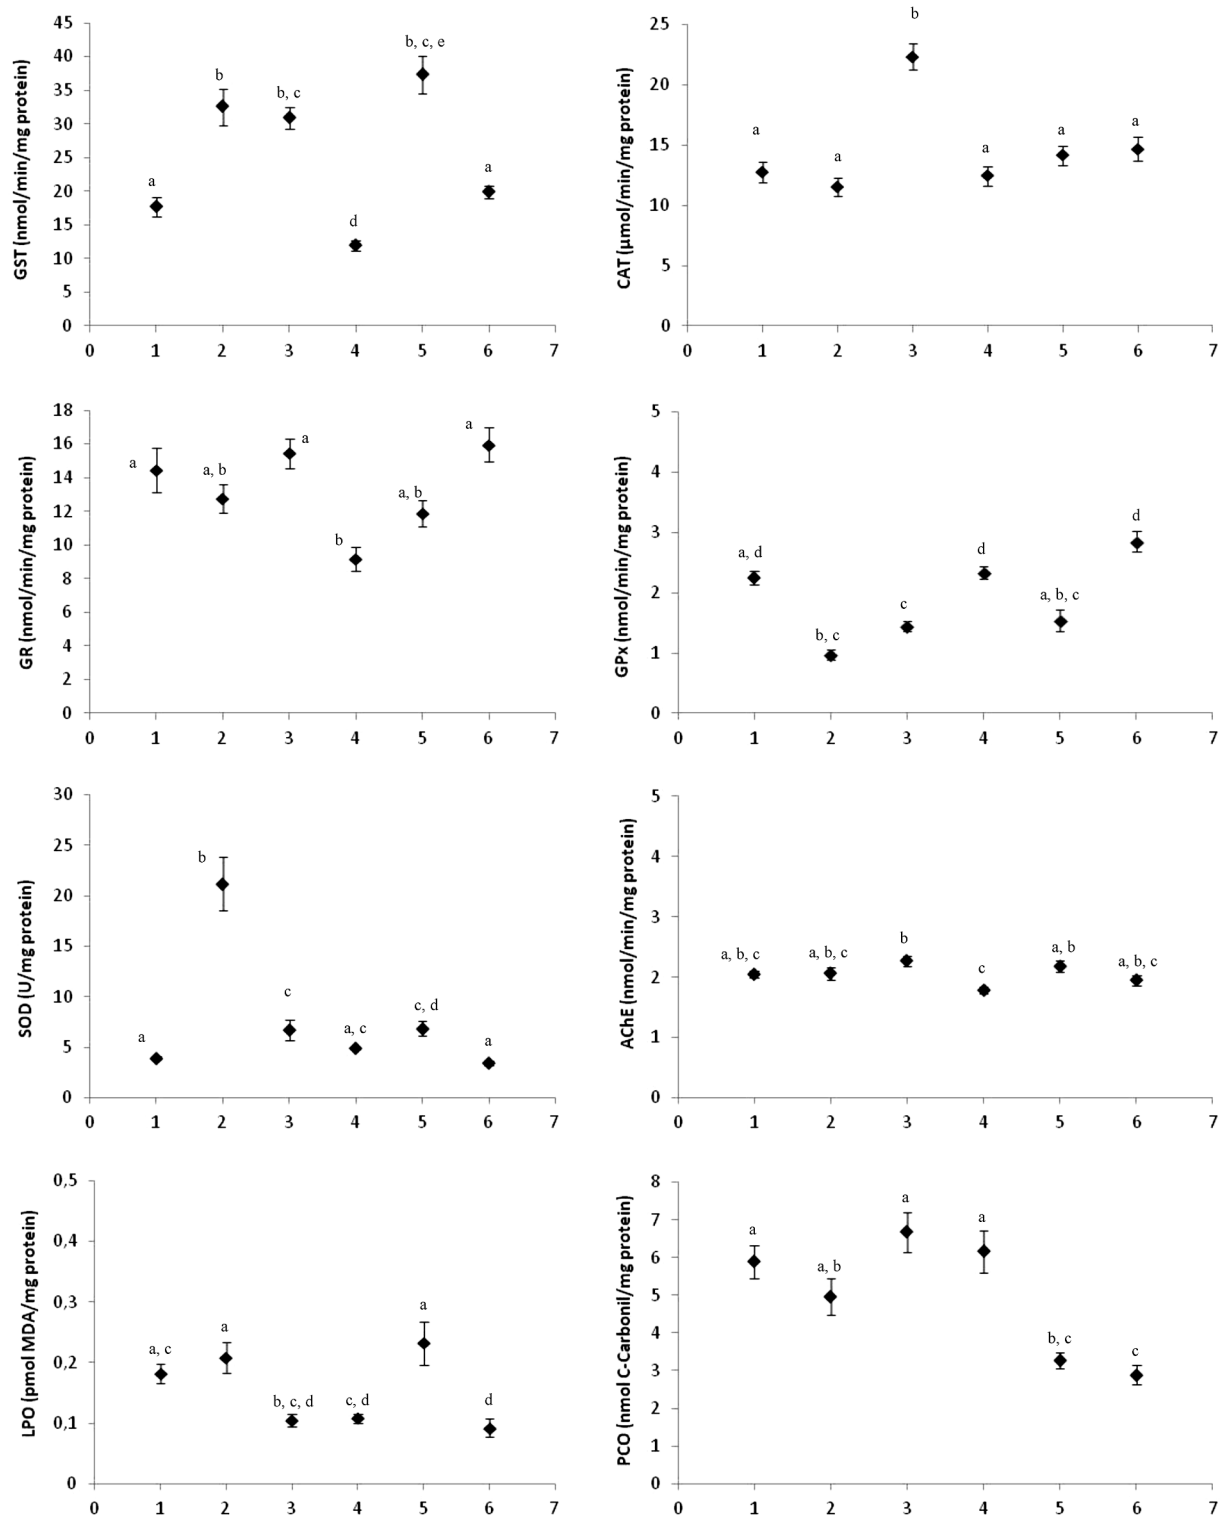 GST (nmol/min/mg protein)
45
40
35
30
25
20
15
10
5
0
a
b
b, c
d
b, c, e
a
0 1 2 3 4 5 6 7
CAT (µmol/min/mg protein)
25
20
15
10
5
0
a
a
b
a
a
a
0 1 2 3 4 5 6 7
GR (nmol/min/mg protein)
18
16
14
12
10
8
6
4
2
0
a
a, b
a
b
a, b
a
0 1 2 3 4 5 6 7
GPx (nmol/min/mg protein)
5
4
3
2
1
0
a, d
b, c
c
d
a, b, c
d
0 1 2 3 4 5 6 7
SOD (U/mg protein)
30
25
20
15
10
5
0
a
b
c
a, c
c, d
a
0 1 2 3 4 5 6 7
AChE (nmol/min/mg protein)
5
4
3
2
1
0
a, b, c
a, b, c
b
c
a, b
a, b, c
0 1 2 3 4 5 6 7
LPO (pmol MDA/mg protein)
0,5
0,4
0,3
0,2
0,1
0
a, c
a
b, c, d
c, d
a
d
0 1 2 3 4 5 6 7
PCO (nmol C-Carbonil/mg protein)
8
7
6
5
4
3
2
1
0
a
a, b
a
a
b, c
c
0 1 2 3 4 5 6 7